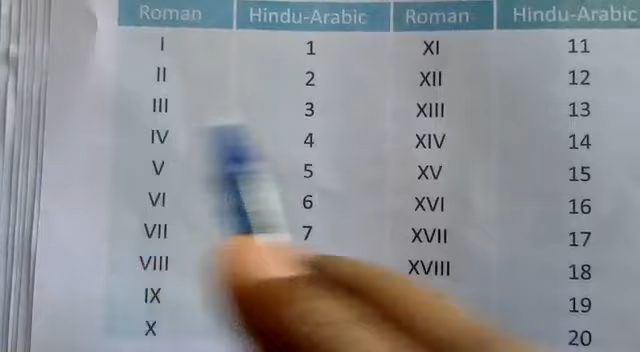 Roman Hindu-Arabic Roman Hindu-Arabic
I 1 XI 11
II 2 XII 12
III 3 XIII 13
IV 4 XIV 14
V 5 XV 15
VI 6 XVI 16
VII 7 XVII 17
VIII XVIII 18
IX 19
X 20